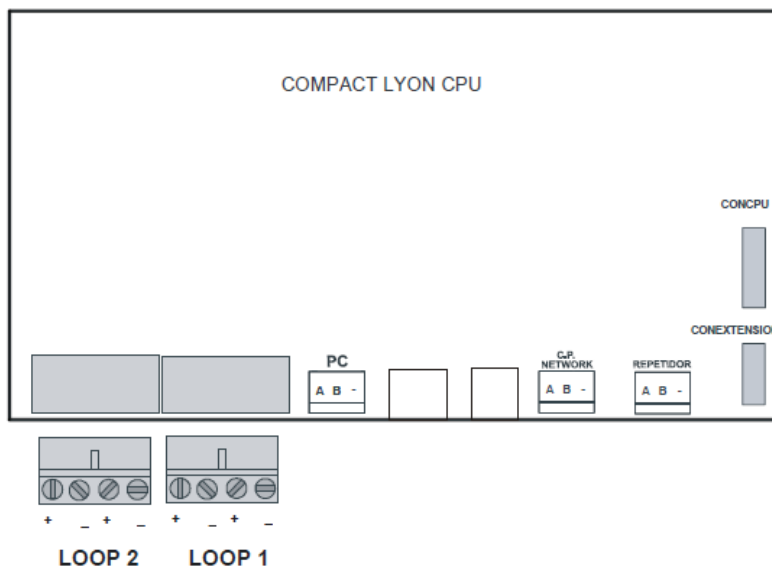 COMPACT LYON CPU
CONCPU
CONEXTENSIO
PC
A B -
C.P.
NETWORK
A B -
REPETIDOR
A B -
+ _ + _
+ _ + _
LOOP 2
LOOP 1